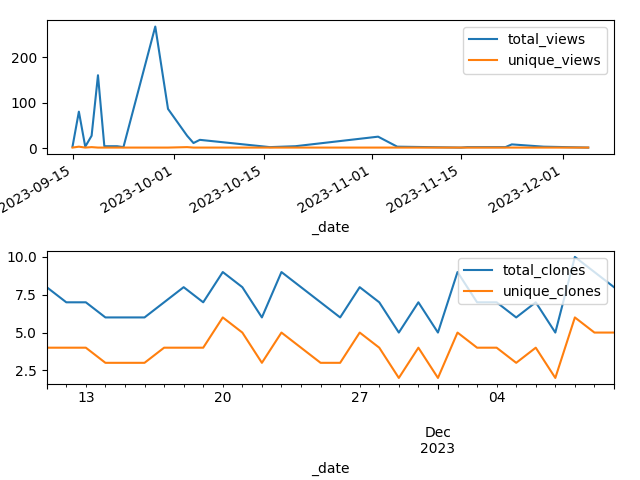 200
100
0
total_views
unique_views
2023-09-15
2023-10-01
2023-10-15
2023-11-01
2023-11-15
2023-12-01
_date
10.0
7.5
5.0
2.5
total_clones
unique_clones
13
20
27
04
Dec
2023
_date